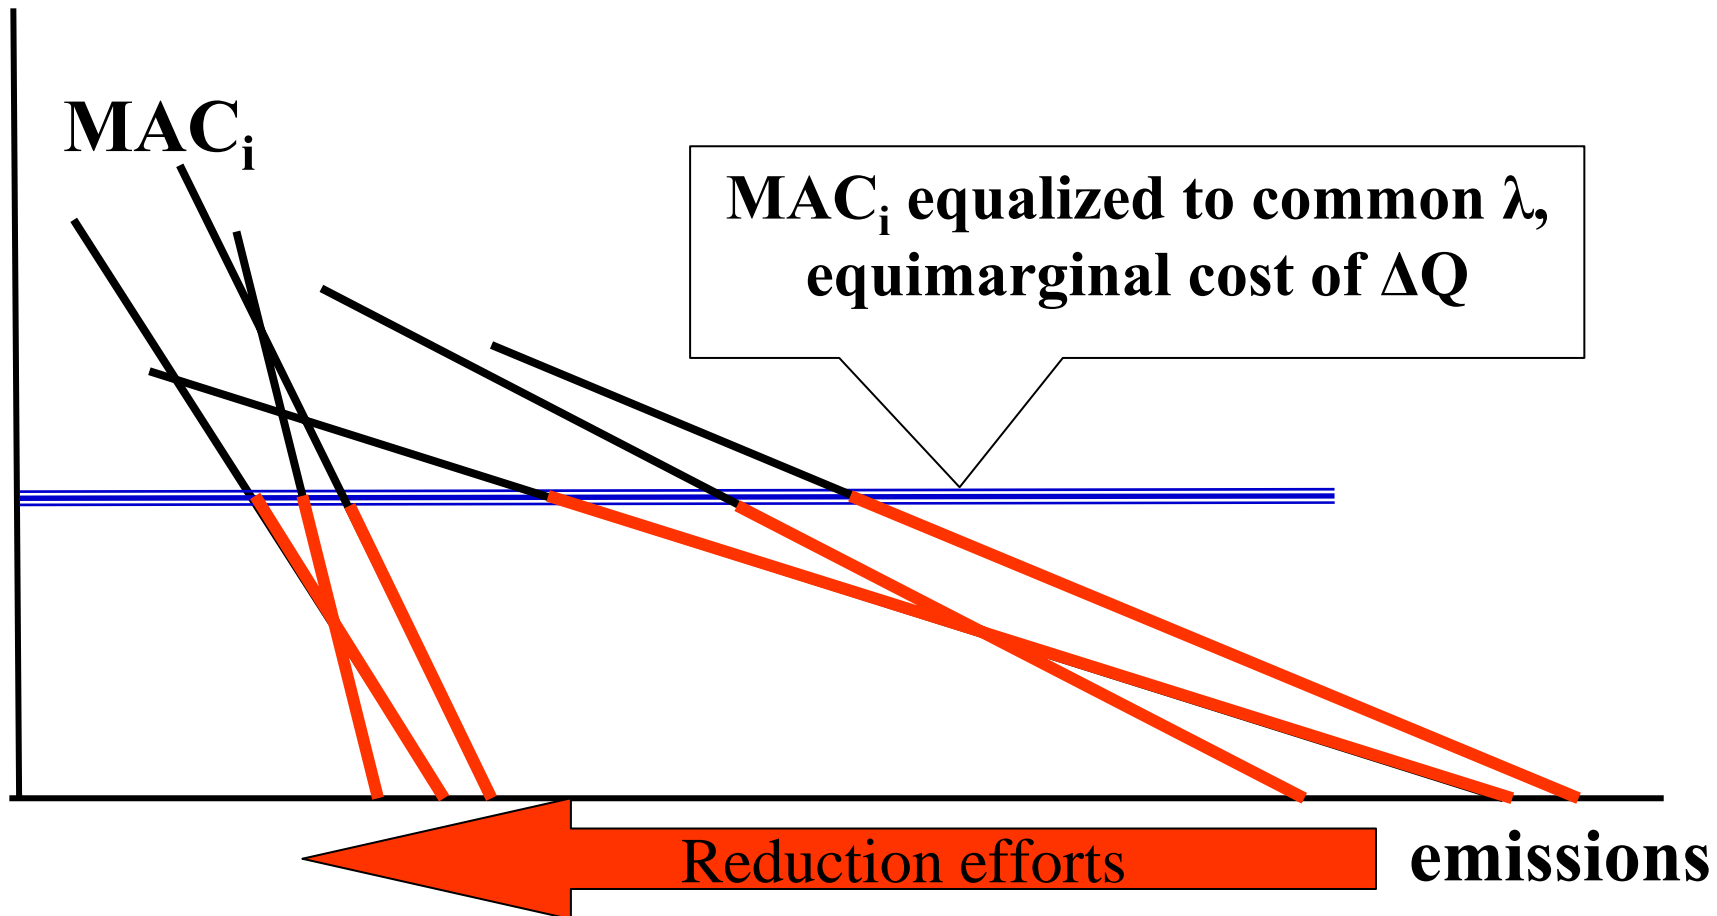 MACi
MACi equalized to common λ,
equimarginal cost of ΔQ
Reduction efforts
emissions